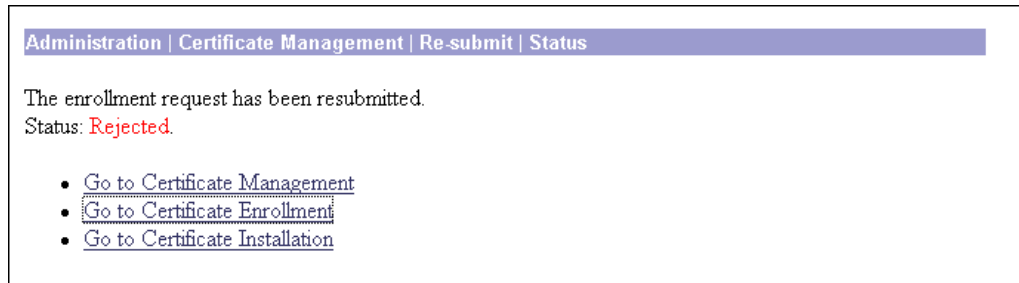 Administration | Certificate Management | Re-submit | Status
The enrollment request has been resubmitted.
Status: Rejected.
Go to Certificate Management
Go to Certificate Enrollment
Go to Certificate Installation